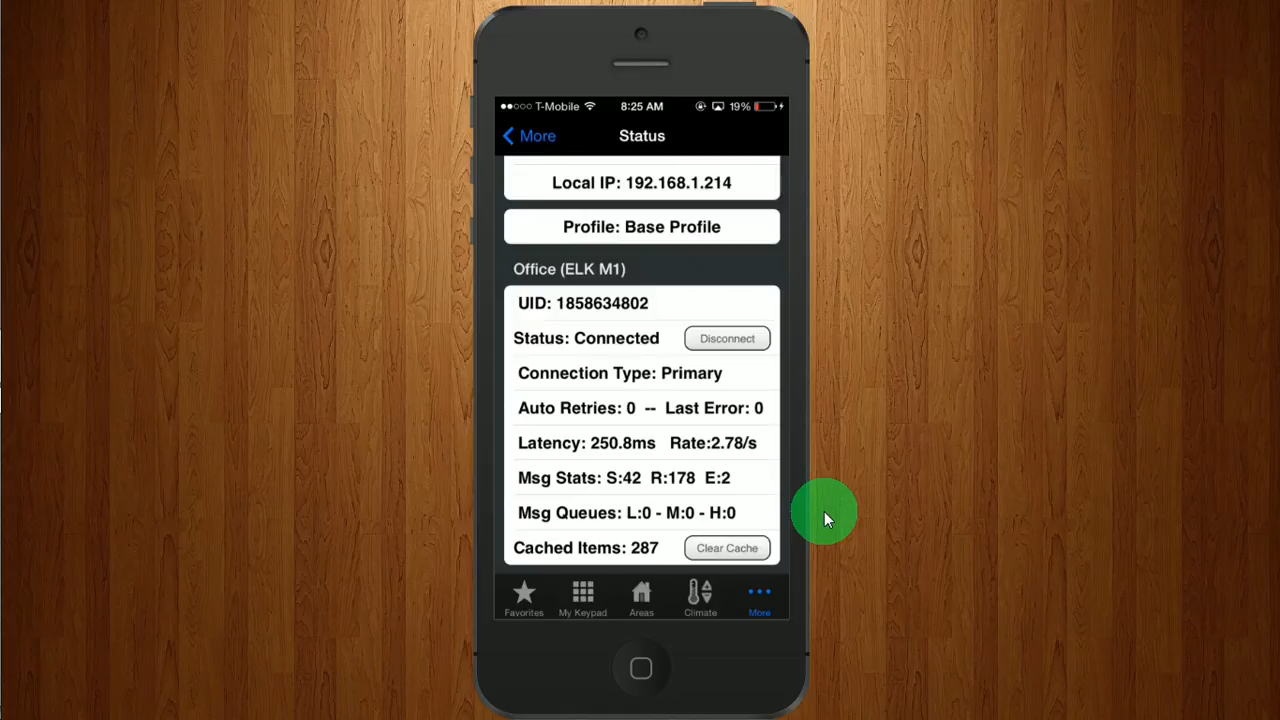 T-Mobile 8:25 AM 19%
More Status
Local IP: 192.168.1.214
Profile: Base Profile
Office (ELK M1)
UID: 1858634802
Status: Connected Disconnect
Connection Type: Primary
Auto Retries: 0 -- Last Error: 0
Latency: 250.8ms Rate:2.78/s
Msg Stats: S:42 R:178 E:2
Msg Queues: L:0 - M:0 - H:0
Cached Items: 287 Clear Cache
Favorites My Keypad Areas Climate More